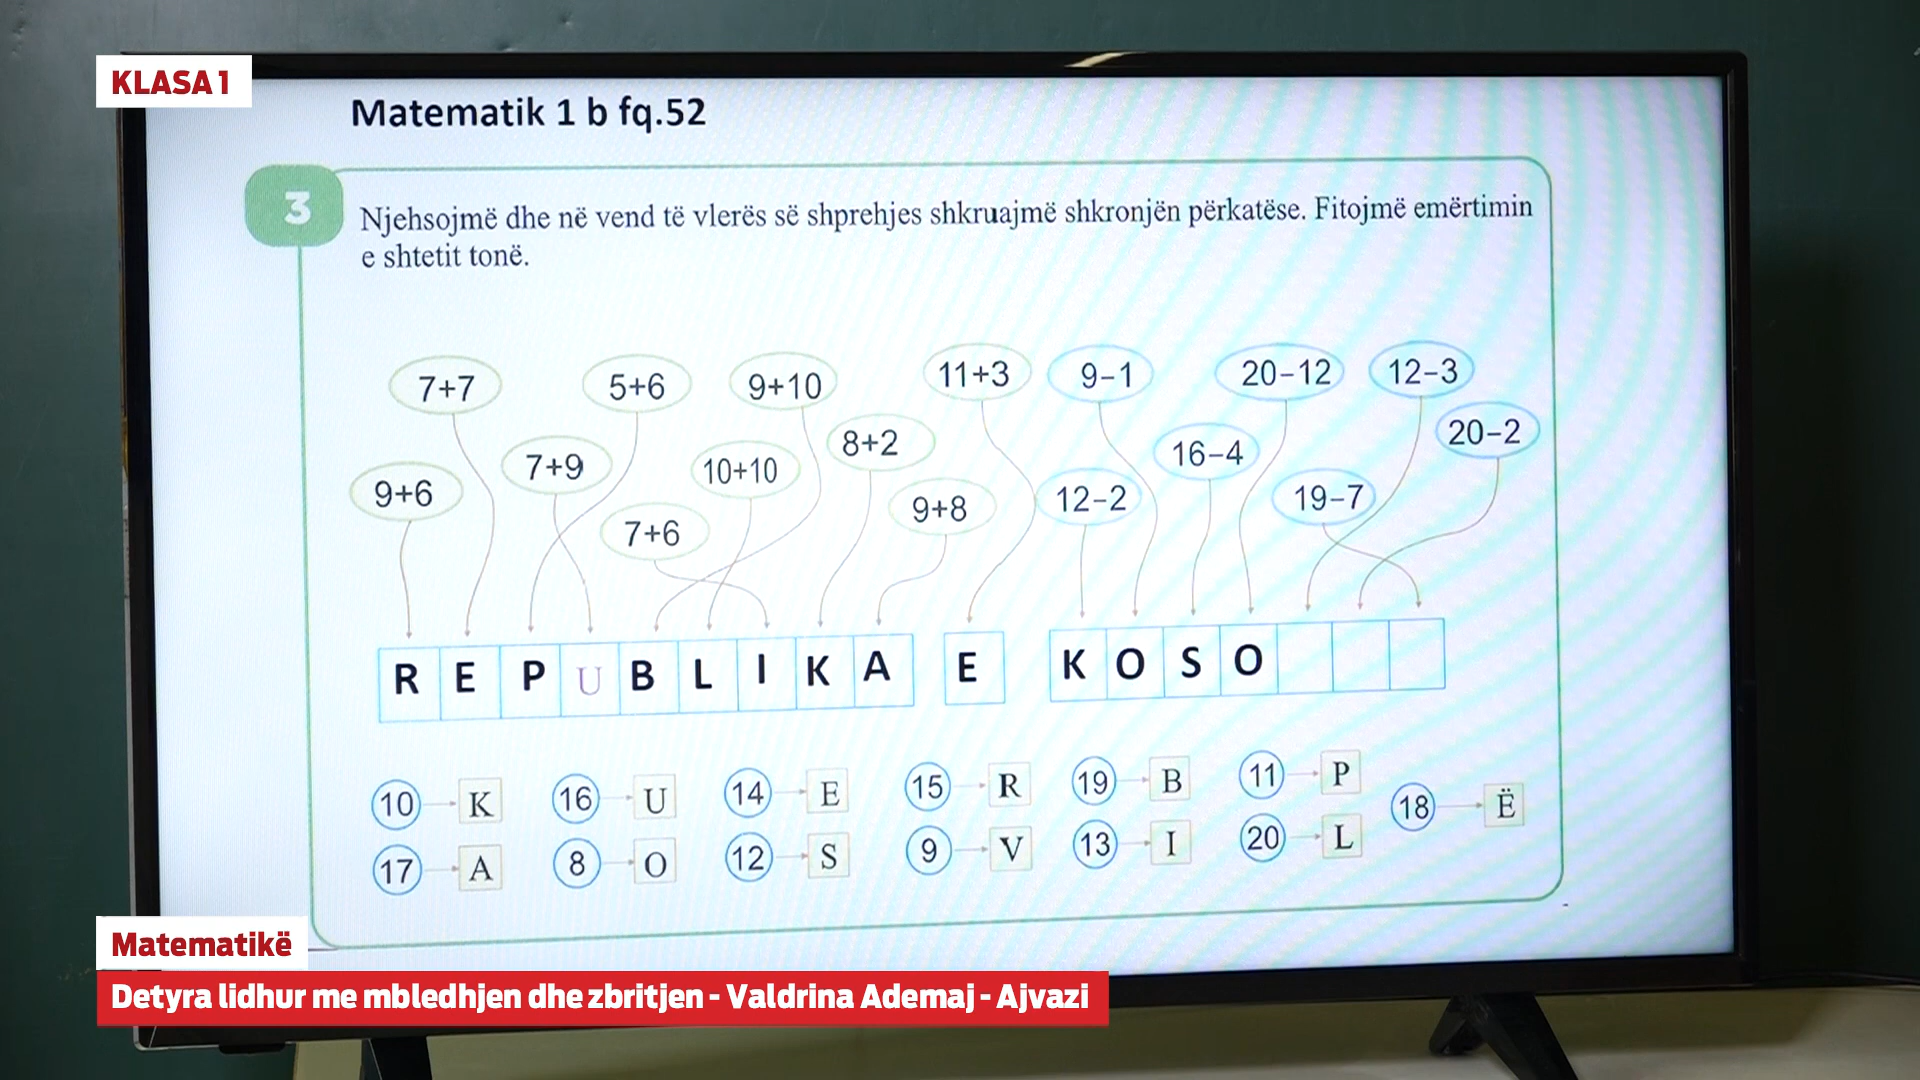 KLASA 1
Matematik 1 b fq.52
3
Njehsojmë dhe në vend të vlerës së shprehjes shkruajmë shkronjën përkatëse. Fitojmë emërtimin
e shtetit tonë.
7+7 5+6 9+10 11+3 9−1 20−12 12−3
9+6 7+9 10+10 8+2 16−4 20−2
7+6 9+8 12−2 19−7
R E P U B L I K A E K O S O
10 K 16 U 14 E 15 R 19 B 11 P 18 Ë
17 A 8 O 12 S 9 V 13 I 20 L
Matematikë
Detyra lidhur me mbledhjen dhe zbritjen - Valdrina Ademaj - Ajvazi